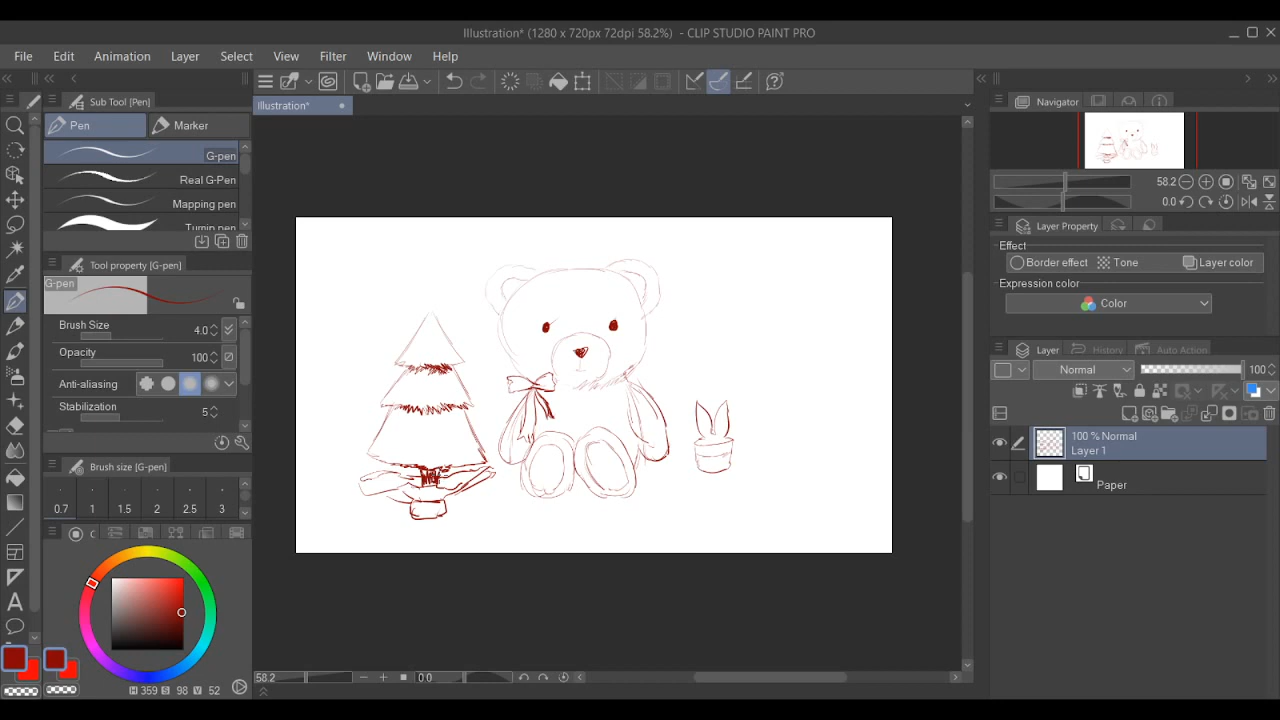 Illustration* (1280 x 720px 72dpi 58.2%) - CLIP STUDIO PAINT PRO
File Edit Animation Layer Select View Filter Window Help
Sub Tool [Pen]
Pen Marker
G-pen
Real G-Pen
Mapping pen
Turnip pen
Tool property [G-pen]
G-pen
Brush Size 4.0
Opacity 100
Anti-aliasing
Stabilization 5
Brush size [G-pen]
0.7 1 1.5 2 2.5 3
H 359 S 98 V 52
Illustration*
58.2 0.0
Navigator
58.2
0.0
Layer Property
Effect
Border effect Tone Layer color
Expression color
Color
Layer History Auto Action
Normal 100
100 % Normal
Layer 1
Paper